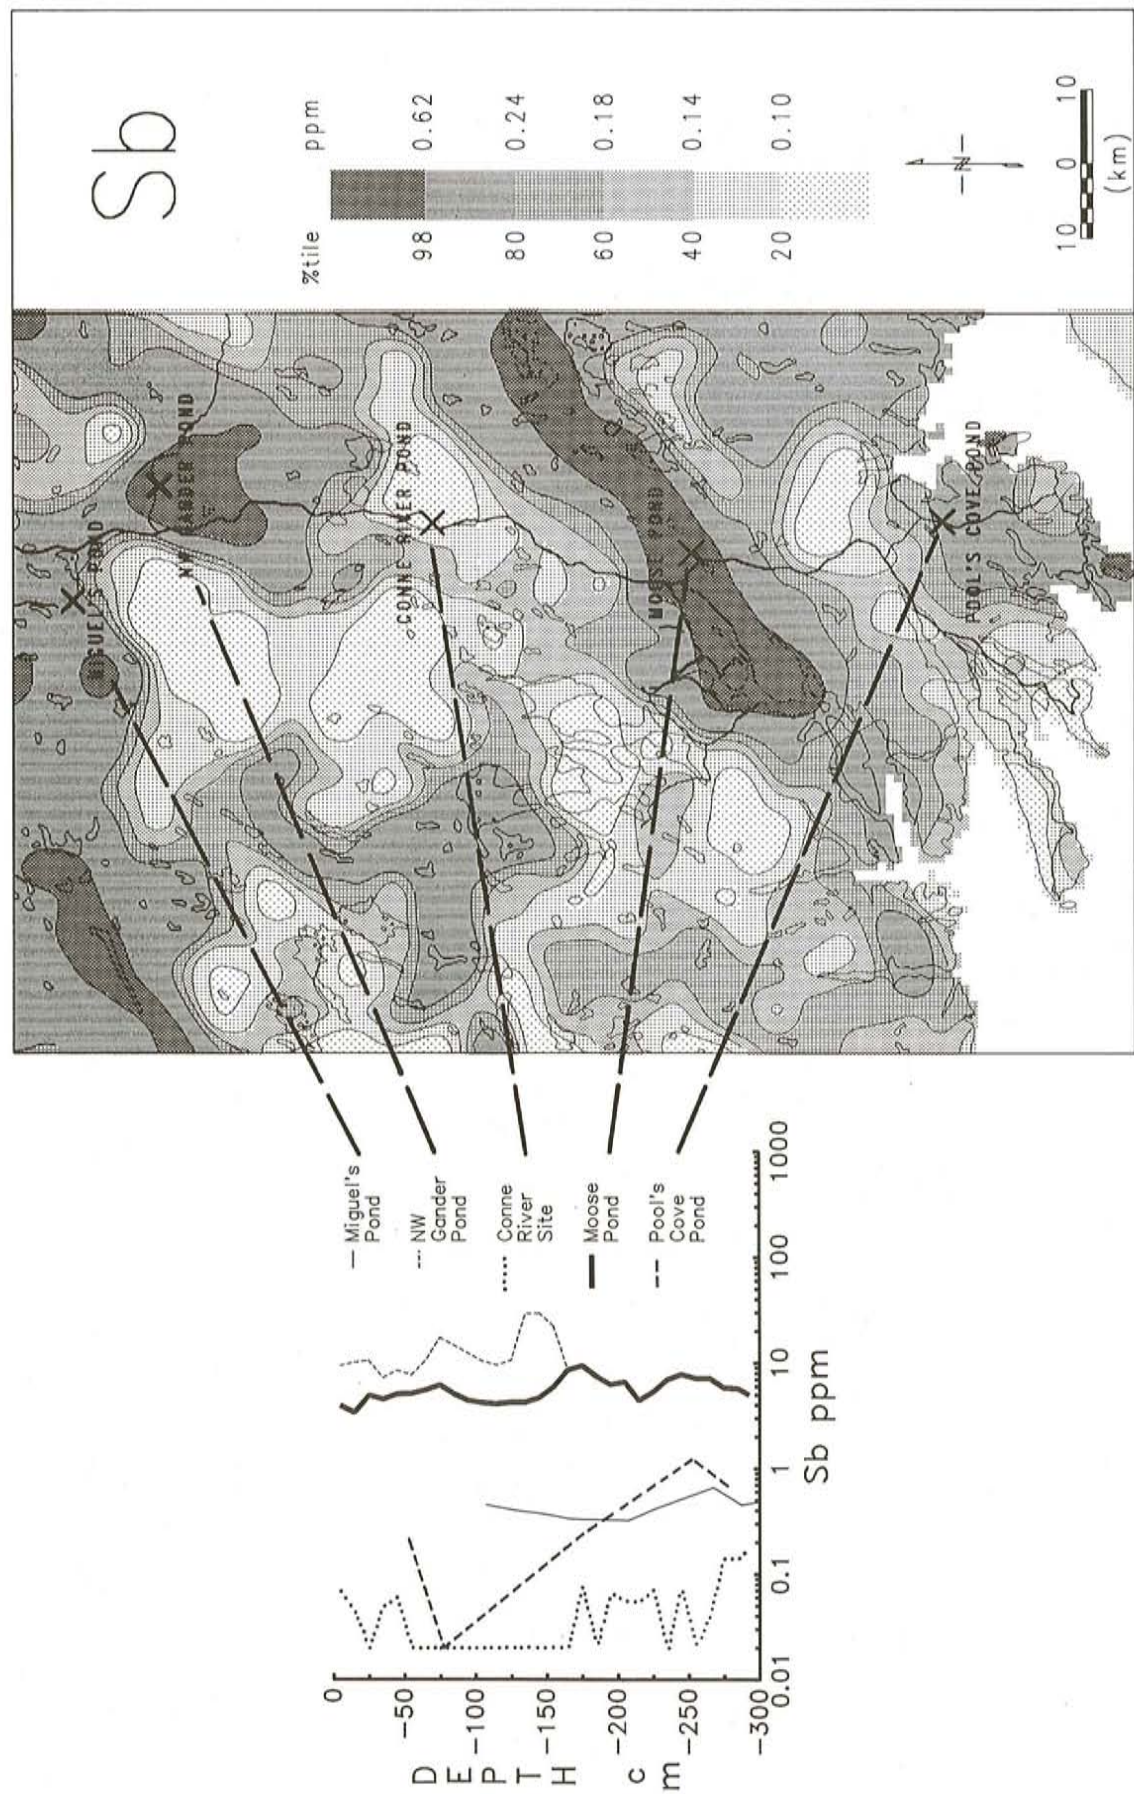 Sb
%tile ppm
98 0.62
80 0.24
60 0.18
40 0.14
20 0.10
—N—
10 0 10
(km)
MIGUEL'S POND
NW GANDER POND
CONNE RIVER POND
MOOSE POND
POOL'S COVE POND
Miguel's
Pond
NW
Gander
Pond
Conne
River
Site
Moose
Pond
Pool's
Cove
Pond
DEPTH cm
0
-50
-100
-150
-200
-250
-300
0.01 0.1 1 10 100 1000
Sb ppm